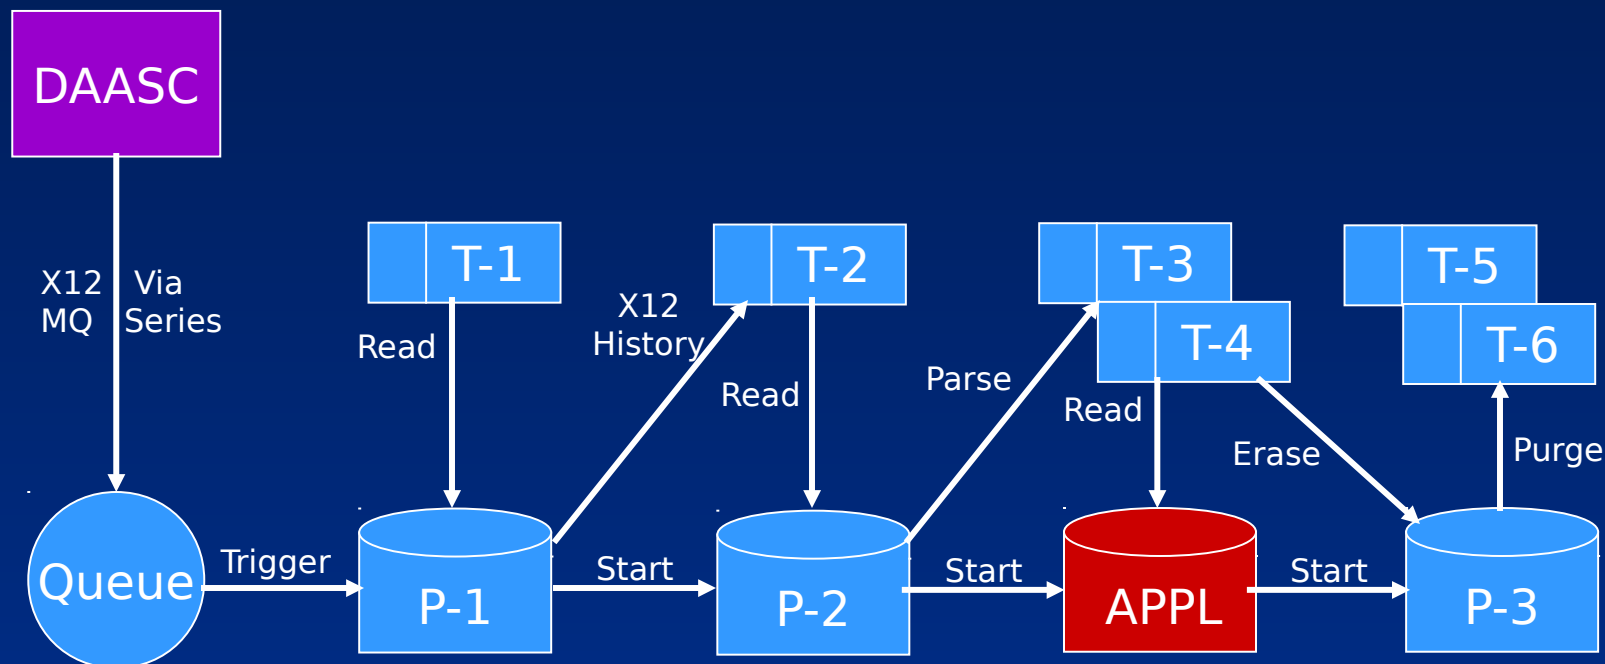 DAASC
X12 Via
MQ Series
T-1
T-2
T-3
T-4
T-5
T-6
Read
X12
History
Read
Parse
Read
Erase
Purge
Queue
Trigger
P-1
Start
P-2
Start
APPL
Start
P-3